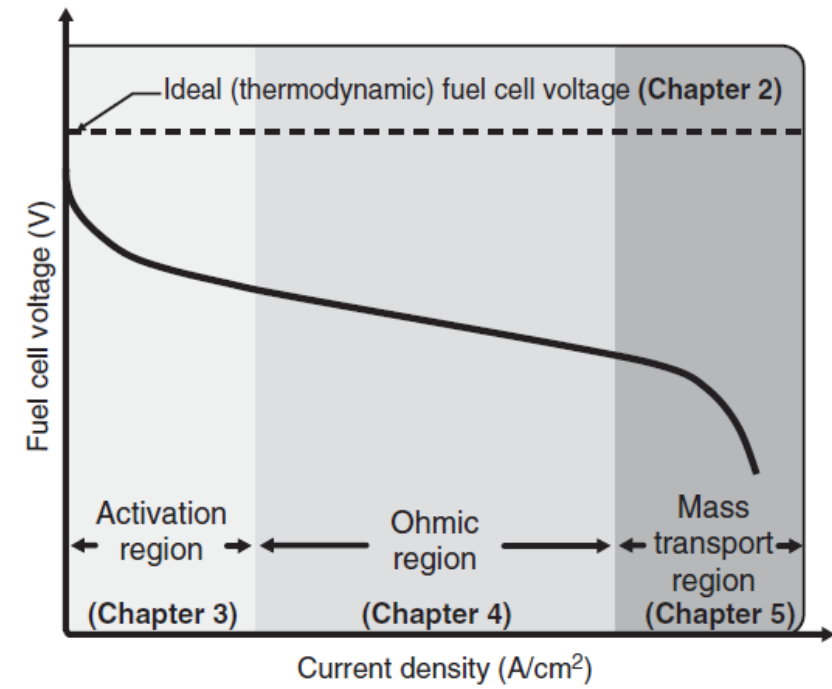 Ideal (thermodynamic) fuel cell voltage (Chapter 2)
Fuel cell voltage (V)
Activation
region
(Chapter 3)
Ohmic
region
(Chapter 4)
Mass
transport
region
(Chapter 5)
Current density (A/cm²)